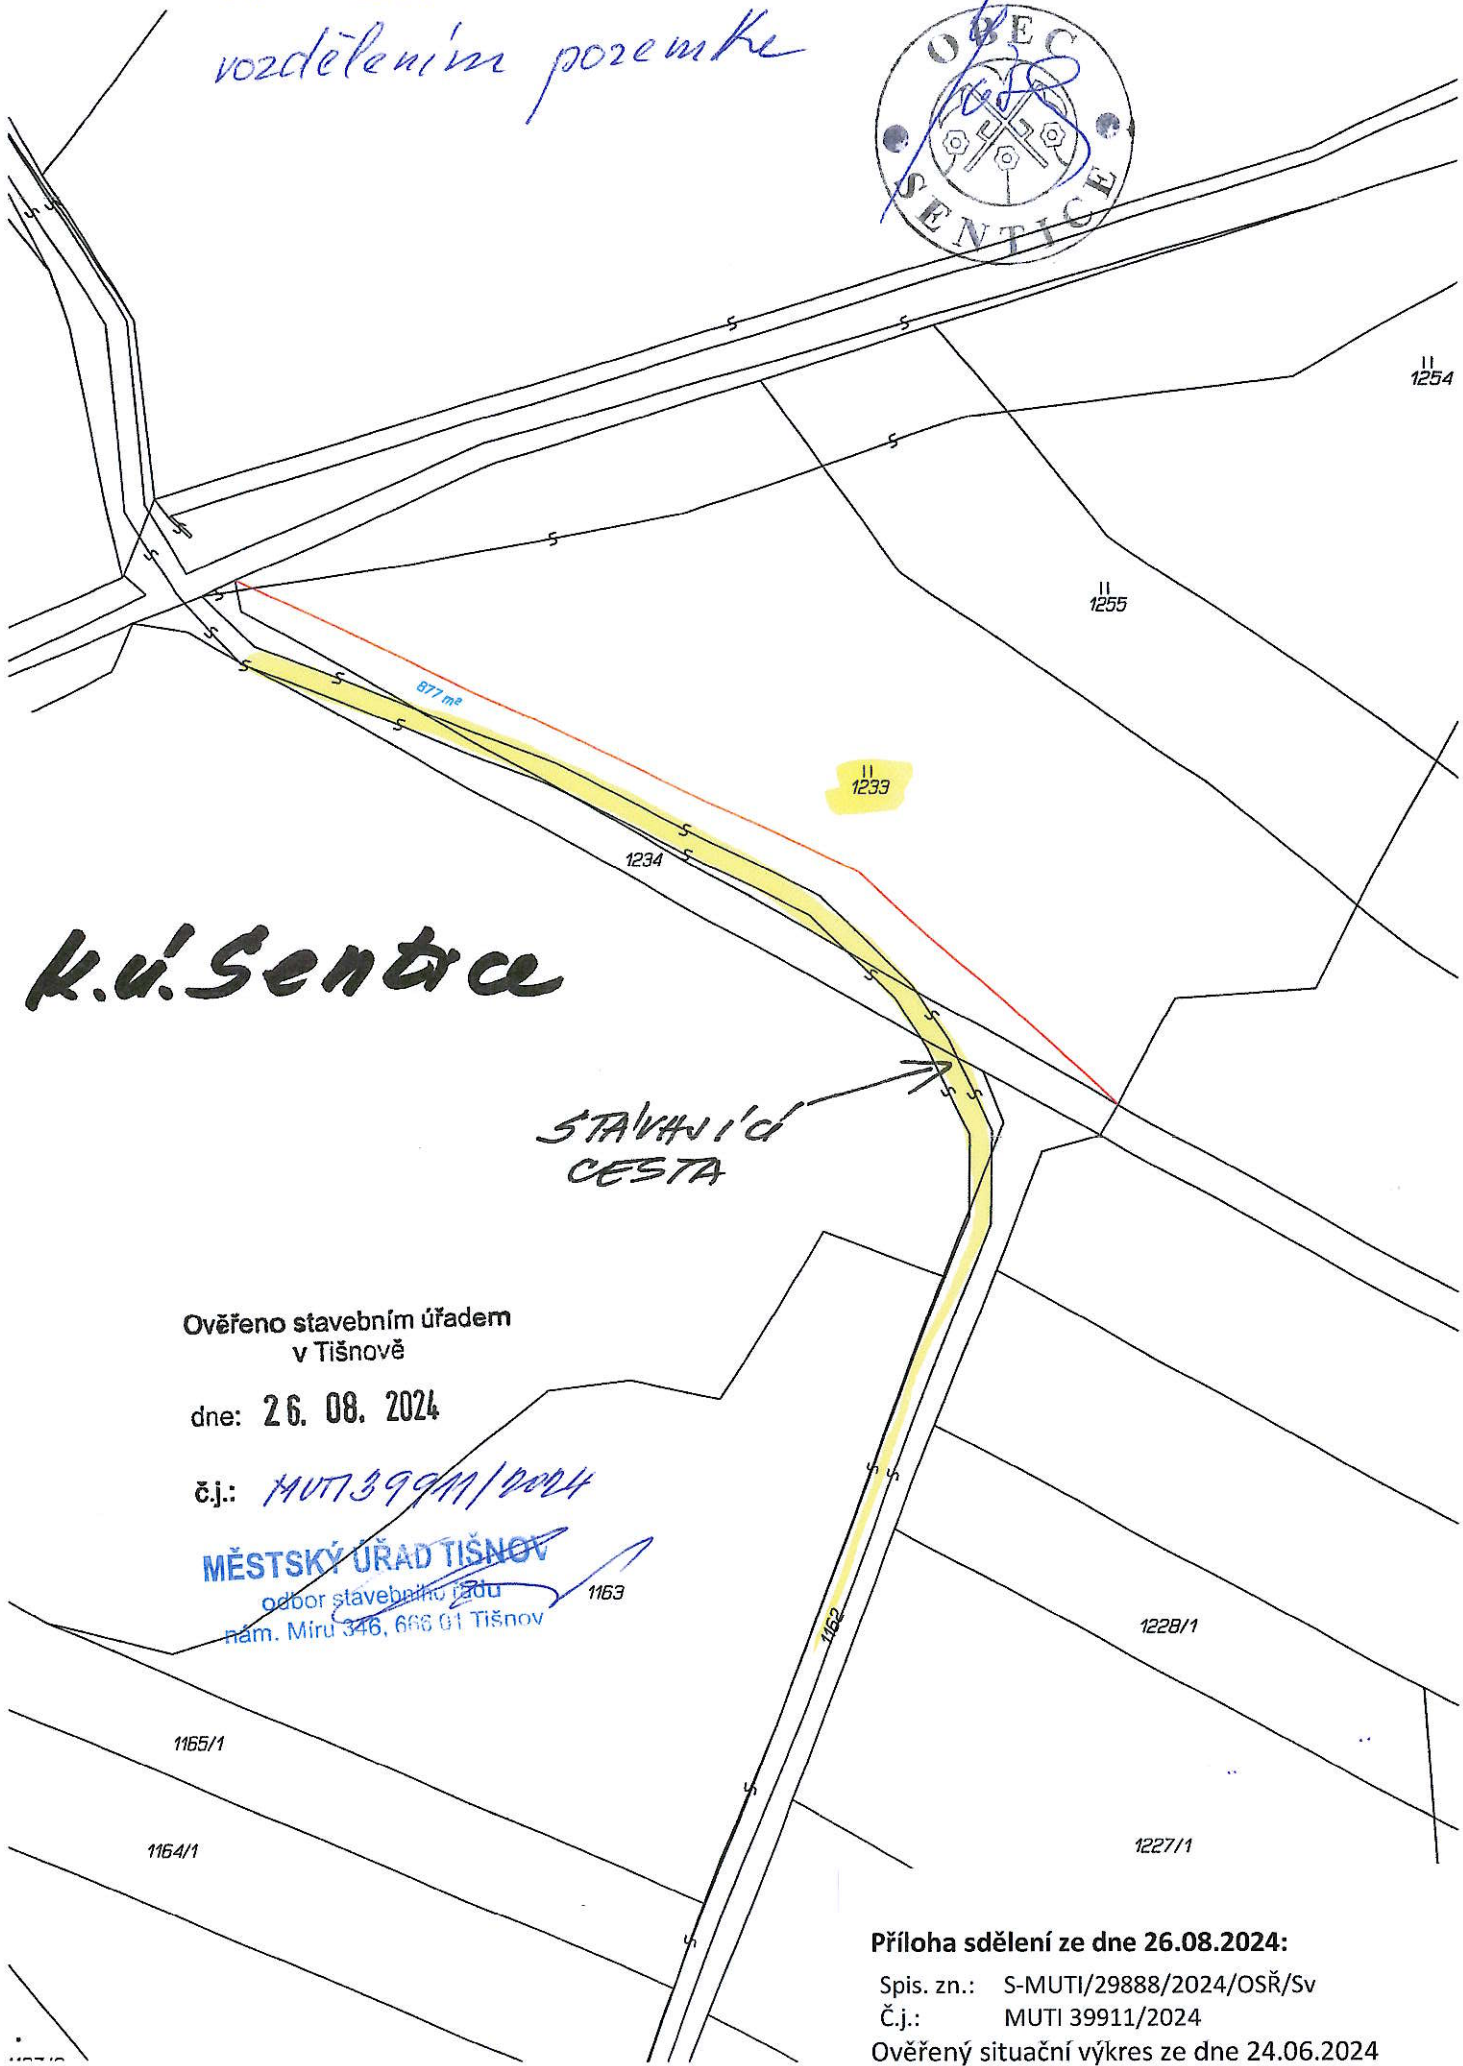 rozdělením pozemku
OBEC
SENTICE
1254
1255
877 m²
1233
1234
k.ú. Sentice
STÁVAJÍCÍ
CESTA
Ověřeno stavebním úřadem
v Tišnově
dne: 26. 08. 2024
č.j.: MUTI 39911/2024
MĚSTSKÝ ÚŘAD TIŠNOV
odbor stavebního řádu
nám. Míru 346, 666 01 Tišnov
1163
1162
1228/1
1165/1
1164/1
1227/1
Příloha sdělení ze dne 26.08.2024:
Spis. zn.: S-MUTI/29888/2024/OSŘ/Sv
Č.j.: MUTI 39911/2024
Ověřený situační výkres ze dne 24.06.2024